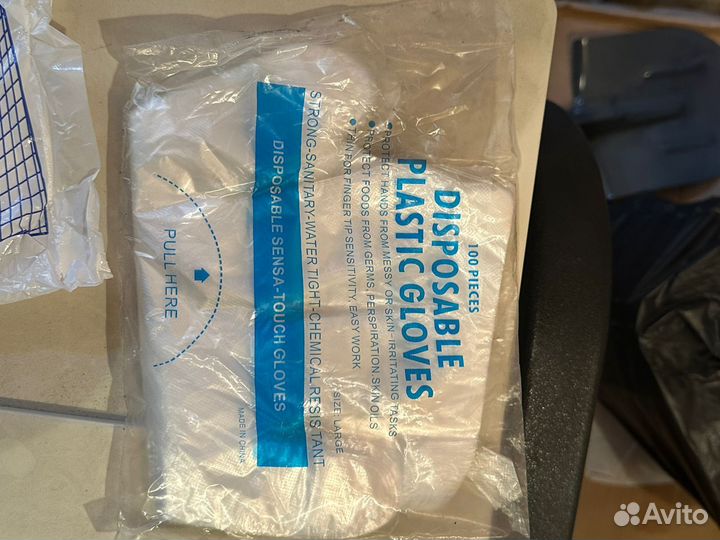 100 PIECES
DISPOSABLE
PLASTIC GLOVES
• PROTECT HANDS FROM MESSY OR SKIN-IRRITATING TASKS
• PROTECT FOODS FROM GERMS, PERSPIRATION, SKIN OILS
• THIN FOR FINGER TIP SENSITIVITY, EASY WORK
SIZE: LARGE
STRONG-SANITARY-WATER TIGHT-CHEMICAL RESISTANT
DISPOSABLE SENSA-TOUCH GLOVES
MADE IN CHINA
PULL HERE
Avito